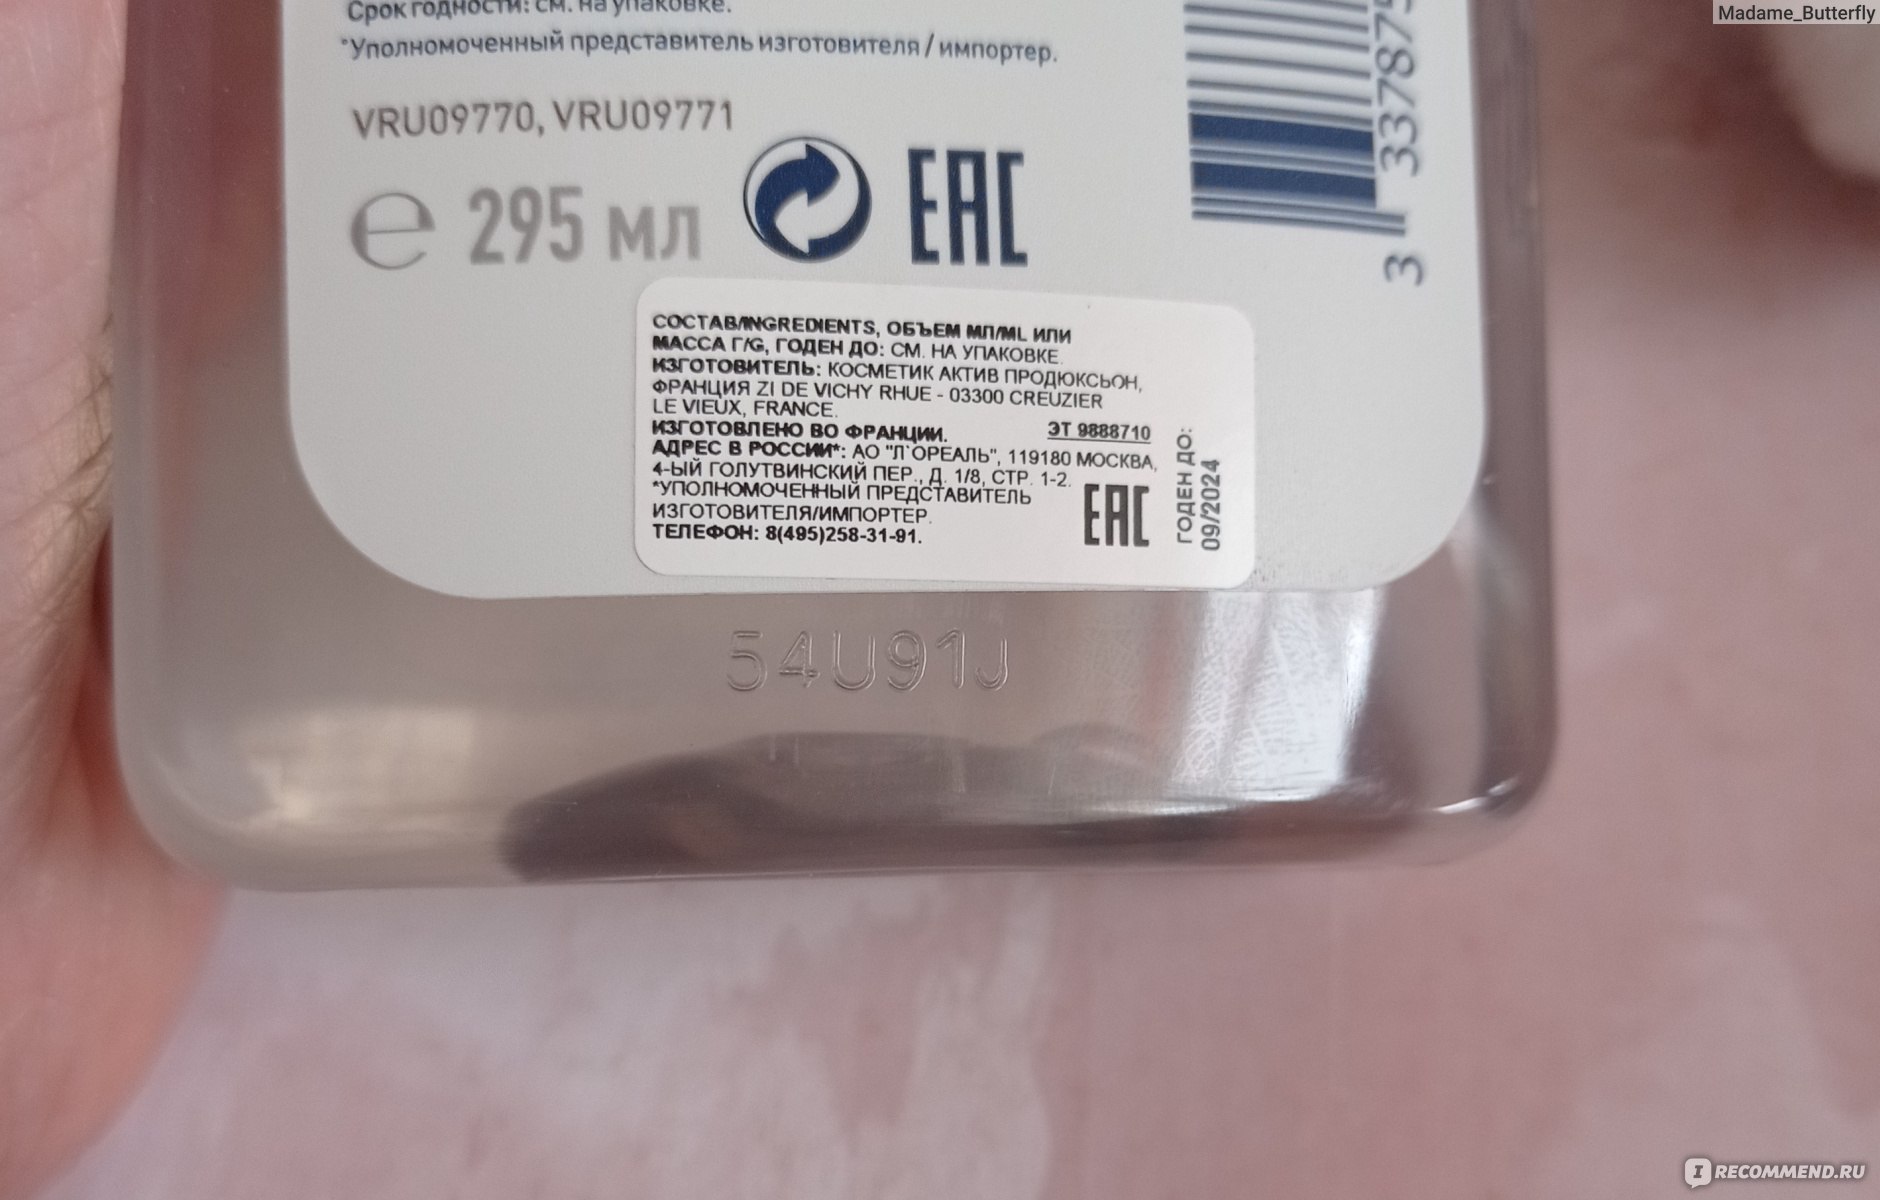 Madame_Butterfly
Срок годности: см. на упаковке.
*Уполномоченный представитель изготовителя / импортер.
VRU09770, VRU09771
℮ 295 мл
EAC
3 337875
СОСТАВ/INGREDIENTS, ОБЪЕМ МЛ/ML ИЛИ
МАССА Г/G, ГОДЕН ДО: СМ. НА УПАКОВКЕ.
ИЗГОТОВИТЕЛЬ: КОСМЕТИК АКТИВ ПРОДЮКСЬОН,
ФРАНЦИЯ ZI DE VICHY RHUE - 03300 CREUZIER
LE VIEUX, FRANCE.
ИЗГОТОВЛЕНО ВО ФРАНЦИИ. ЭТ 9888710
АДРЕС В РОССИИ*: АО "Л`ОРЕАЛЬ", 119180 МОСКВА,
4-ЫЙ ГОЛУТВИНСКИЙ ПЕР., Д. 1/8, СТР. 1-2.
*УПОЛНОМОЧЕННЫЙ ПРЕДСТАВИТЕЛЬ
ИЗГОТОВИТЕЛЯ/ИМПОРТЕР.
ТЕЛЕФОН: 8(495)258-31-91.
EAC
ГОДЕН ДО:
09/2024
54U91J
IRECOMMEND.RU